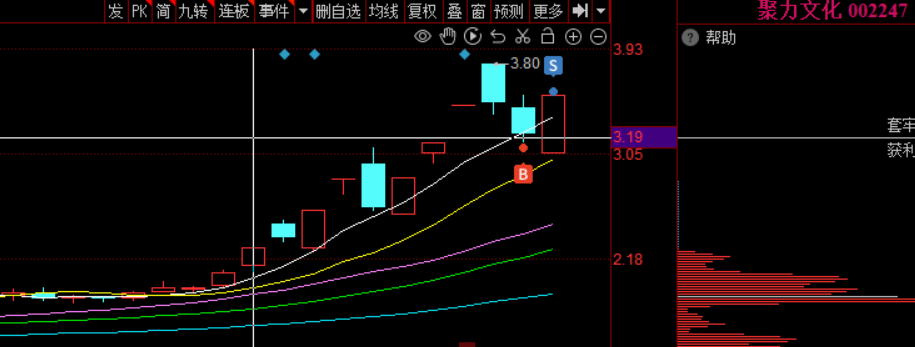 发 PK 简 九转 连板 事件 删自选 均线 复权 叠 窗 预测 更多
聚力文化 002247
3.93
帮助
3.80
S
套牢
3.19
3.05
获利
B
2.18